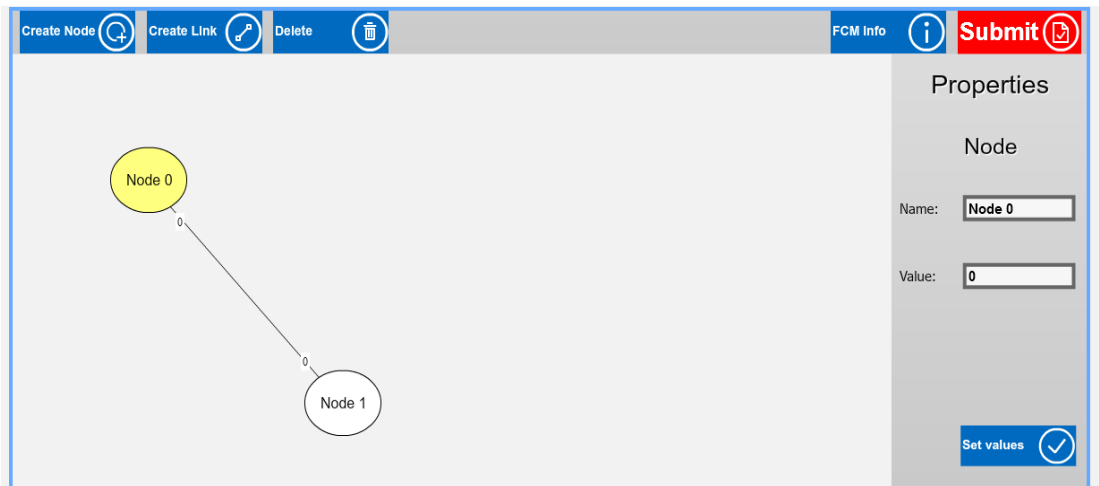 Create Node
Create Link
Delete
FCM Info
Submit
Properties
Node
Node 0
Name:
Node 0
0
Value:
0
0
Node 1
Set values